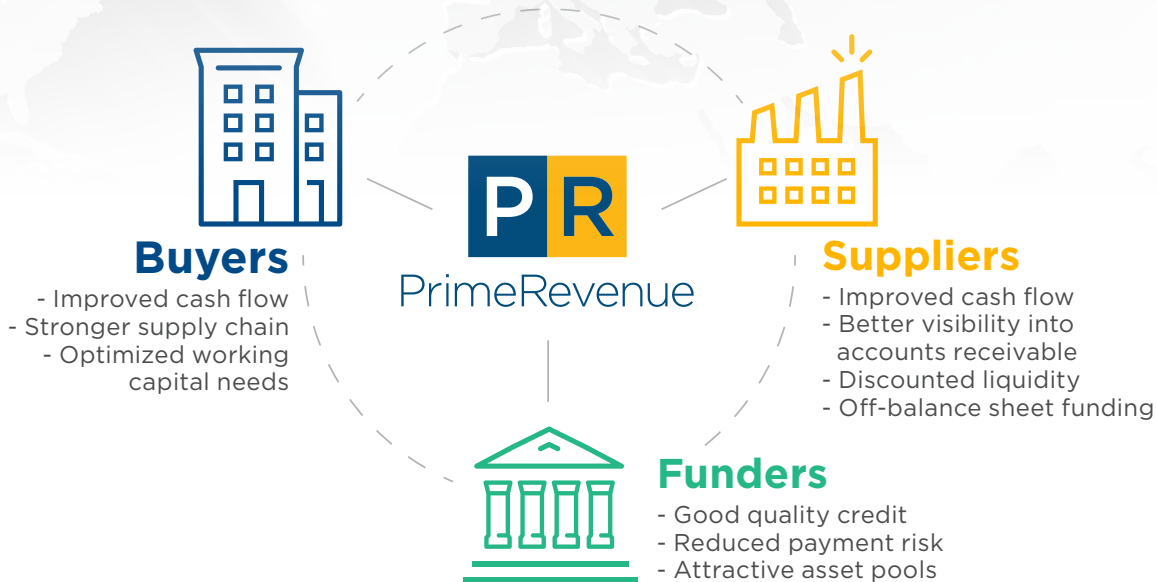 PR
PrimeRevenue
Buyers
- Improved cash flow
- Stronger supply chain
- Optimized working
capital needs
Suppliers
- Improved cash flow
- Better visibility into
accounts receivable
- Discounted liquidity
- Off-balance sheet funding
Funders
- Good quality credit
- Reduced payment risk
- Attractive asset pools